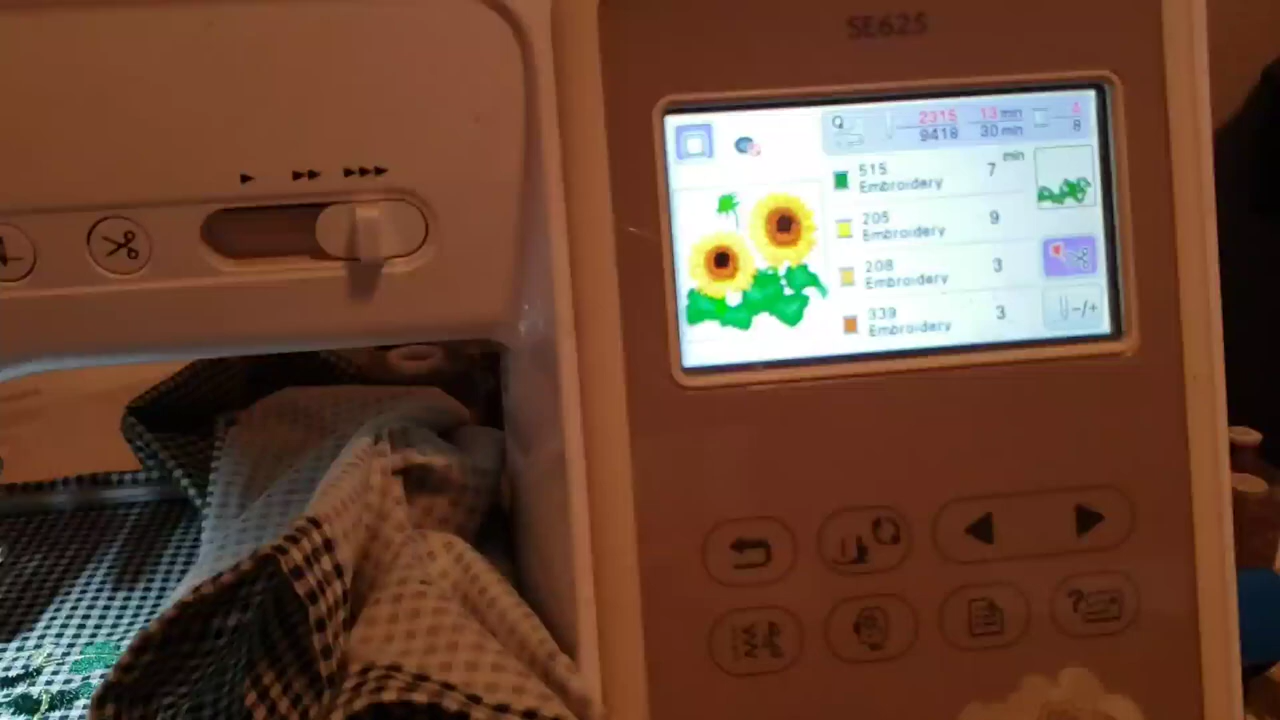 SE625
Q 2315 13 min 4
9418 30 min 8
min
515 7
Embroidery
205 9
Embroidery
208 3
Embroidery
339 3
Embroidery
-/+
?